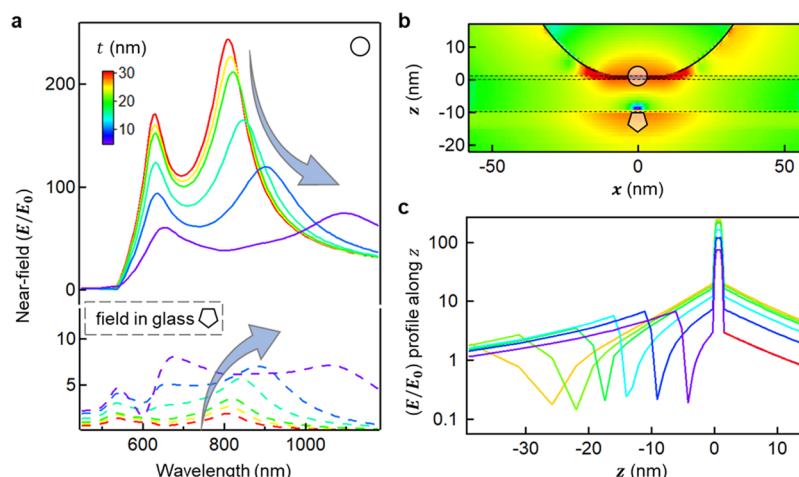 a
t (nm)
30
20
10
200
100
0
Near-field (E/E₀)
field in glass
10
5
600
800
1000
Wavelength (nm)
b
z (nm)
10
0
-10
-20
-50
0
50
x (nm)
c
(E/E₀) profile along z
100
10
1
0.1
-30
-20
-10
0
10
z (nm)